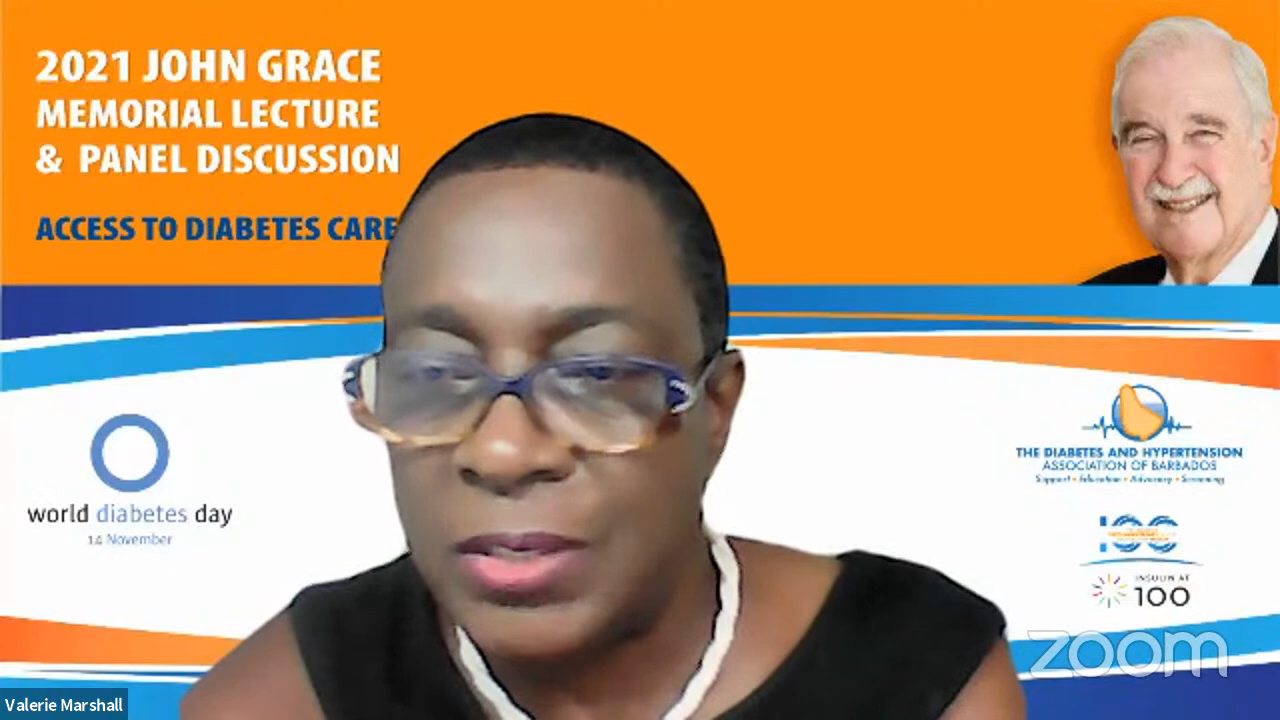 2021 JOHN GRACE
MEMORIAL LECTURE
& PANEL DISCUSSION
ACCESS TO DIABETES CARE
world diabetes day
14 November
THE DIABETES AND HYPERTENSION
ASSOCIATION OF BARBADOS
Support • Education • Advocacy • Screening
100
INSULIN AT
100
zoom
Valerie Marshall